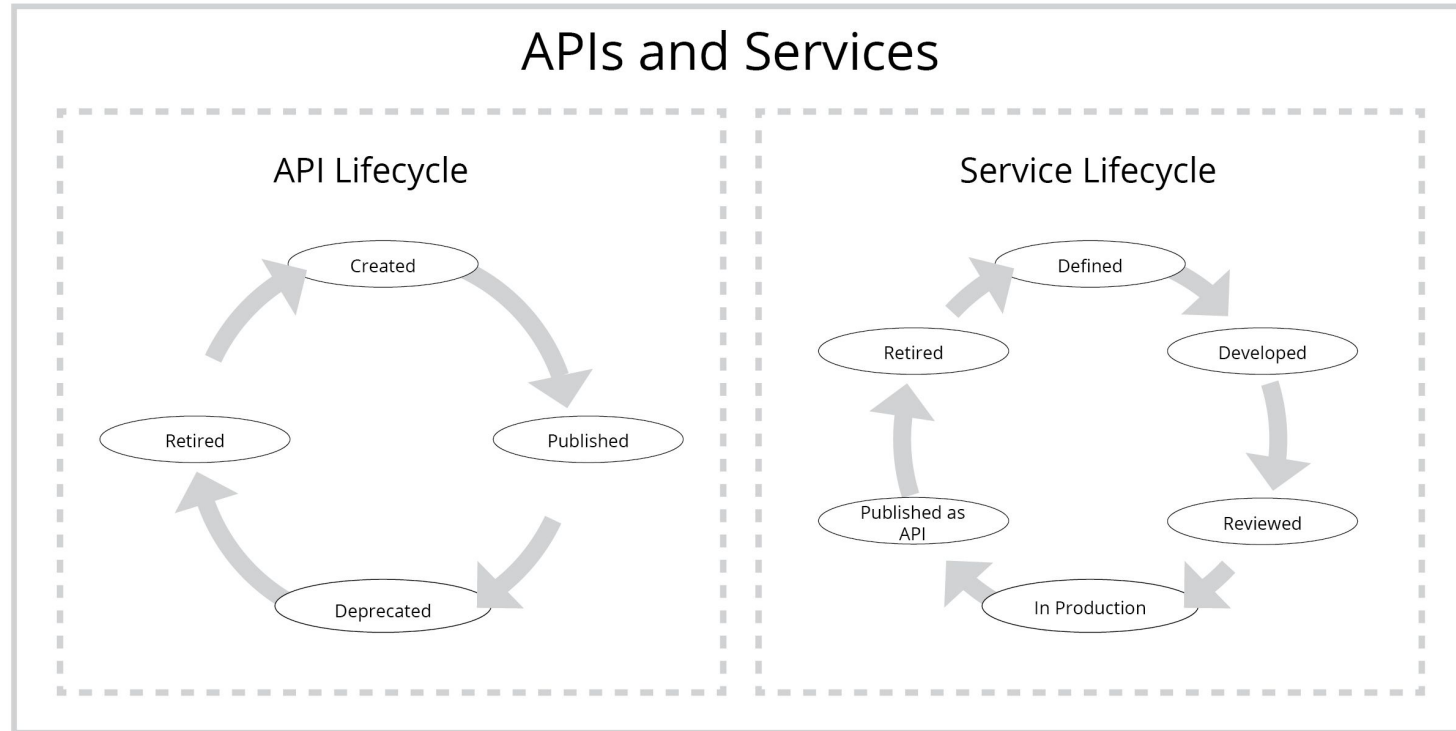 APIs and Services
API Lifecycle
Created
Published
Deprecated
Retired
Service Lifecycle
Defined
Developed
Reviewed
In Production
Published as
API
Retired